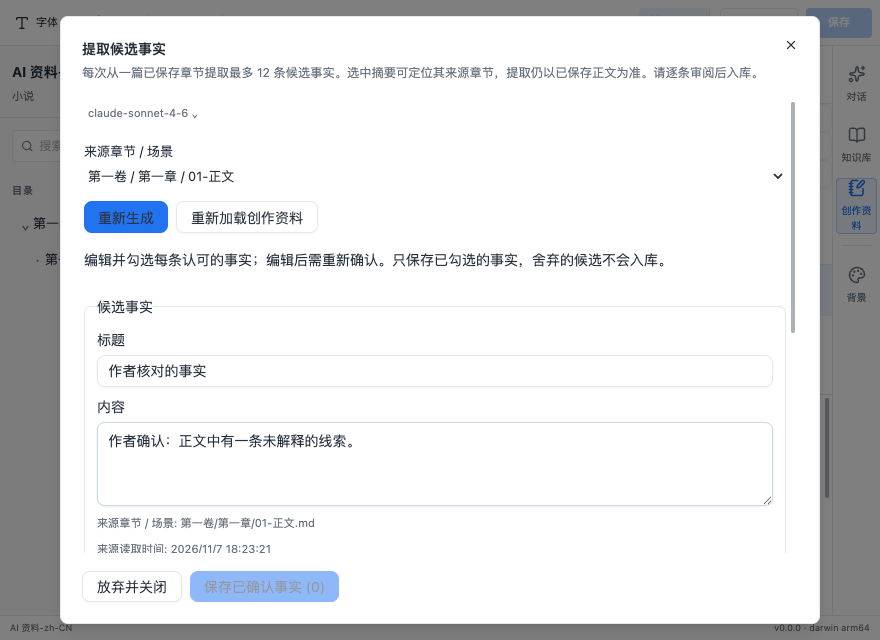 字体
保存
AI 资料-
小说
搜索
目录
第一
第
提取候选事实
每次从一篇已保存章节提取最多 12 条候选事实。选中摘要可定位其来源章节，提取仍以已保存正文为准。请逐条审阅后入库。
claude-sonnet-4-6
来源章节 / 场景
第一卷 / 第一章 / 01-正文
重新生成
重新加载创作资料
编辑并勾选每条认可的事实；编辑后需重新确认。只保存已勾选的事实，舍弃的候选不会入库。
候选事实
标题
作者核对的事实
内容
作者确认：正文中有一条未解释的线索。
来源章节 / 场景: 第一卷/第一章/01-正文.md
来源读取时间: 2026/11/7 18:23:21
放弃并关闭
保存已确认事实 (0)
对话
知识库
创作资
料
背景
AI 资料-zh-CN
v0.0.0 · darwin arm64